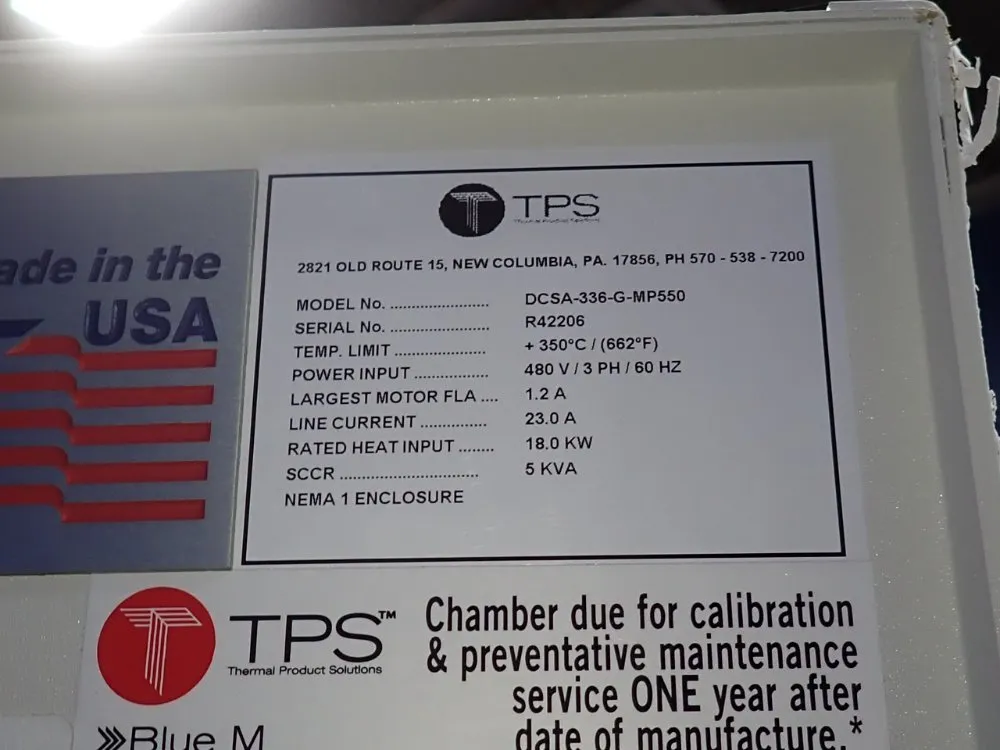 ade in the
USA
TPS
2821 OLD ROUTE 15, NEW COLUMBIA, PA. 17856, PH 570 - 538 - 7200
MODEL No. ...................... DCSA-336-G-MP550
SERIAL No. ...................... R42206
TEMP. LIMIT .................... + 350°C / (662°F)
POWER INPUT ................. 480 V / 3 PH / 60 HZ
LARGEST MOTOR FLA .... 1.2 A
LINE CURRENT ............... 23.0 A
RATED HEAT INPUT ........ 18.0 KW
SCCR ............................... 5 KVA
NEMA 1 ENCLOSURE
TPS™
Thermal Product Solutions
Blue M
Chamber due for calibration
& preventative maintenance
service ONE year after
date of manufacture.*